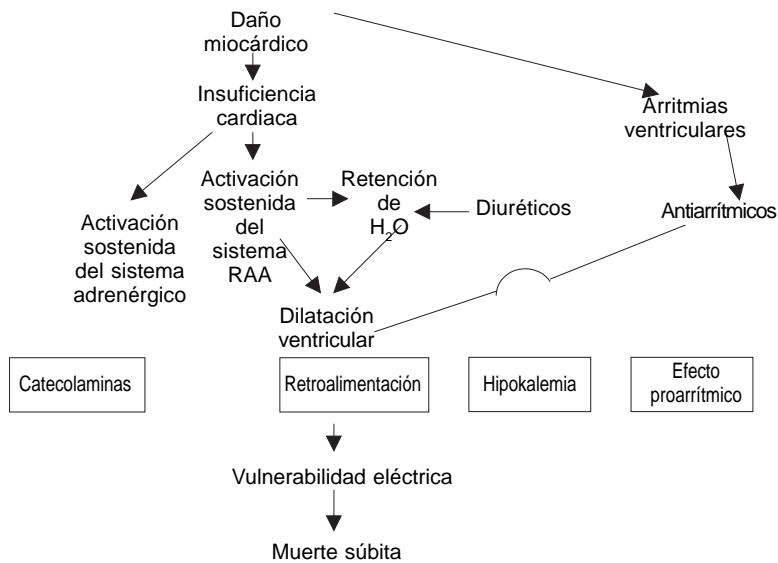 Daño
miocárdico
Insuficiencia
cardiaca
Arritmias
ventriculares
Activación
sostenida
del
sistema
RAA
Retención
de
H₂O
Diuréticos
Antiarrítmicos
Activación
sostenida
del sistema
adrenérgico
Dilatación
ventricular
Catecolaminas
Retroalimentación
Hipokalemia
Efecto
proarrítmico
Vulnerabilidad eléctrica
Muerte súbita